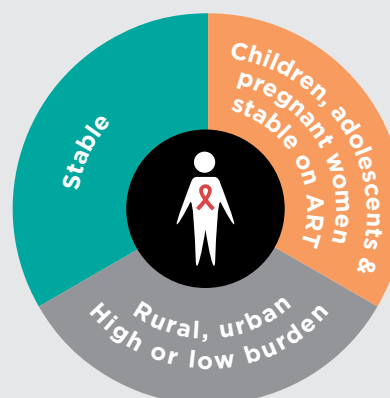 Stable
Children, adolescents &
pregnant women
stable on ART
Rural, urban
High or low burden